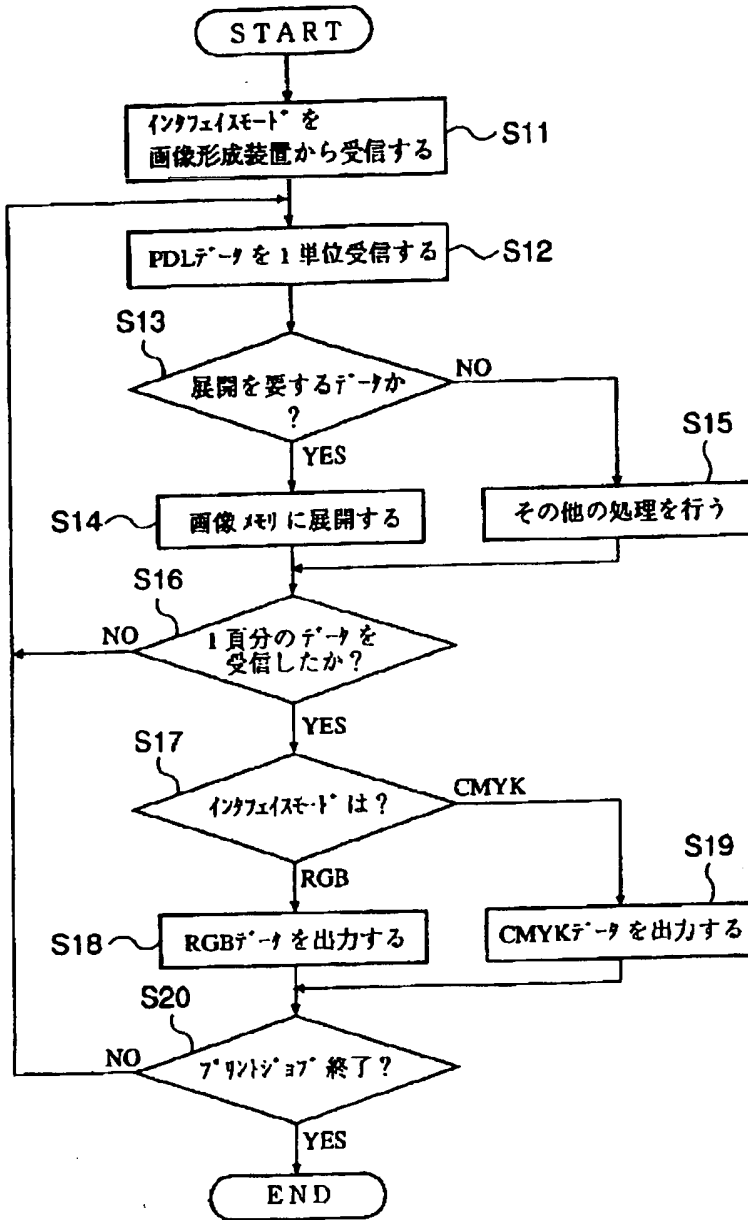 START
インタフェイスモードを
画像形成装置から受信する
S11
PDLデータを1単位受信する
S12
S13
展開を要するデータか
?
NO
YES
S15
S14
画像メモリに展開する
その他の処理を行う
S16
1頁分のデータを
受信したか?
NO
YES
S17
インタフェイスモードは?
CMYK
RGB
S19
S18
RGBデータを出力する
CMYKデータを出力する
S20
プリントジョブ終了?
NO
YES
END